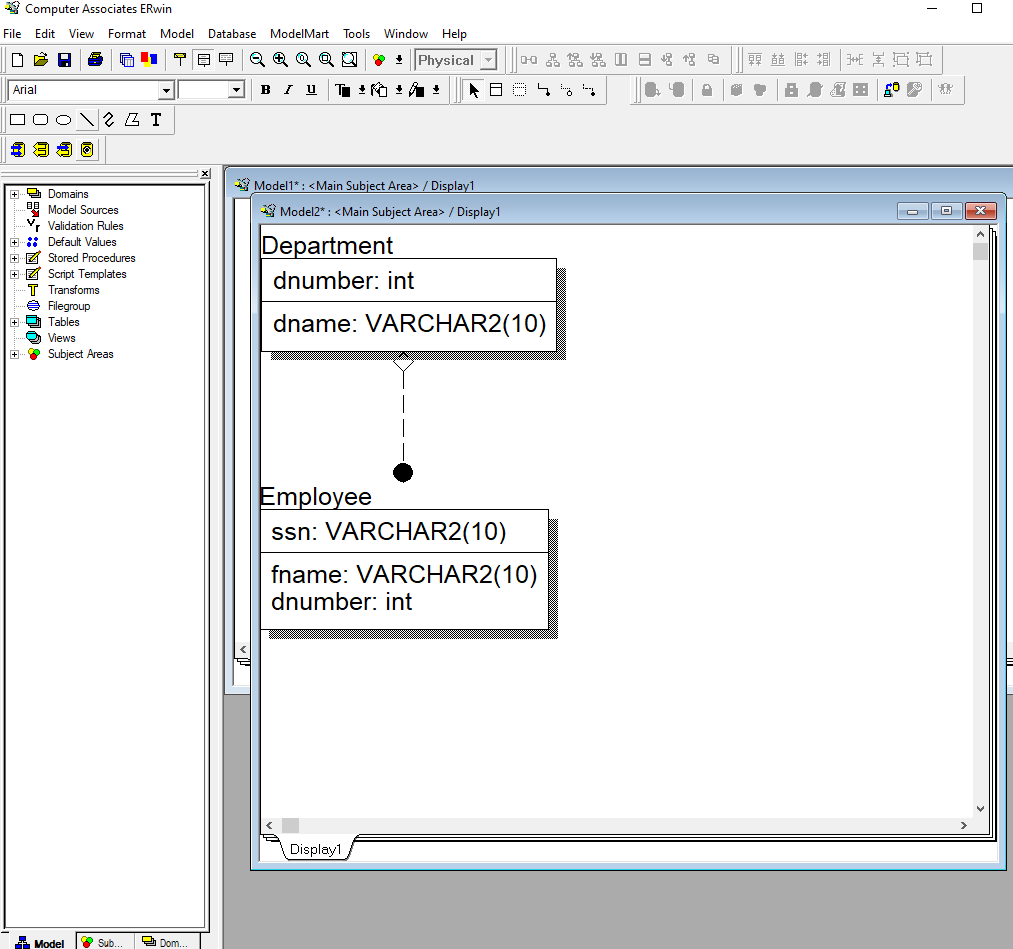 Computer Associates ERwin
File Edit View Format Model Database ModelMart Tools Window Help
Physical
Arial B I U
T
Domains
Model Sources
Validation Rules
Default Values
Stored Procedures
Script Templates
Transforms
Filegroup
Tables
Views
Subject Areas
Model Sub... Dom...
Model1* : <Main Subject Area> / Display1
Model2* : <Main Subject Area> / Display1
Department
dnumber: int
dname: VARCHAR2(10)
Employee
ssn: VARCHAR2(10)
fname: VARCHAR2(10)
dnumber: int
Display1